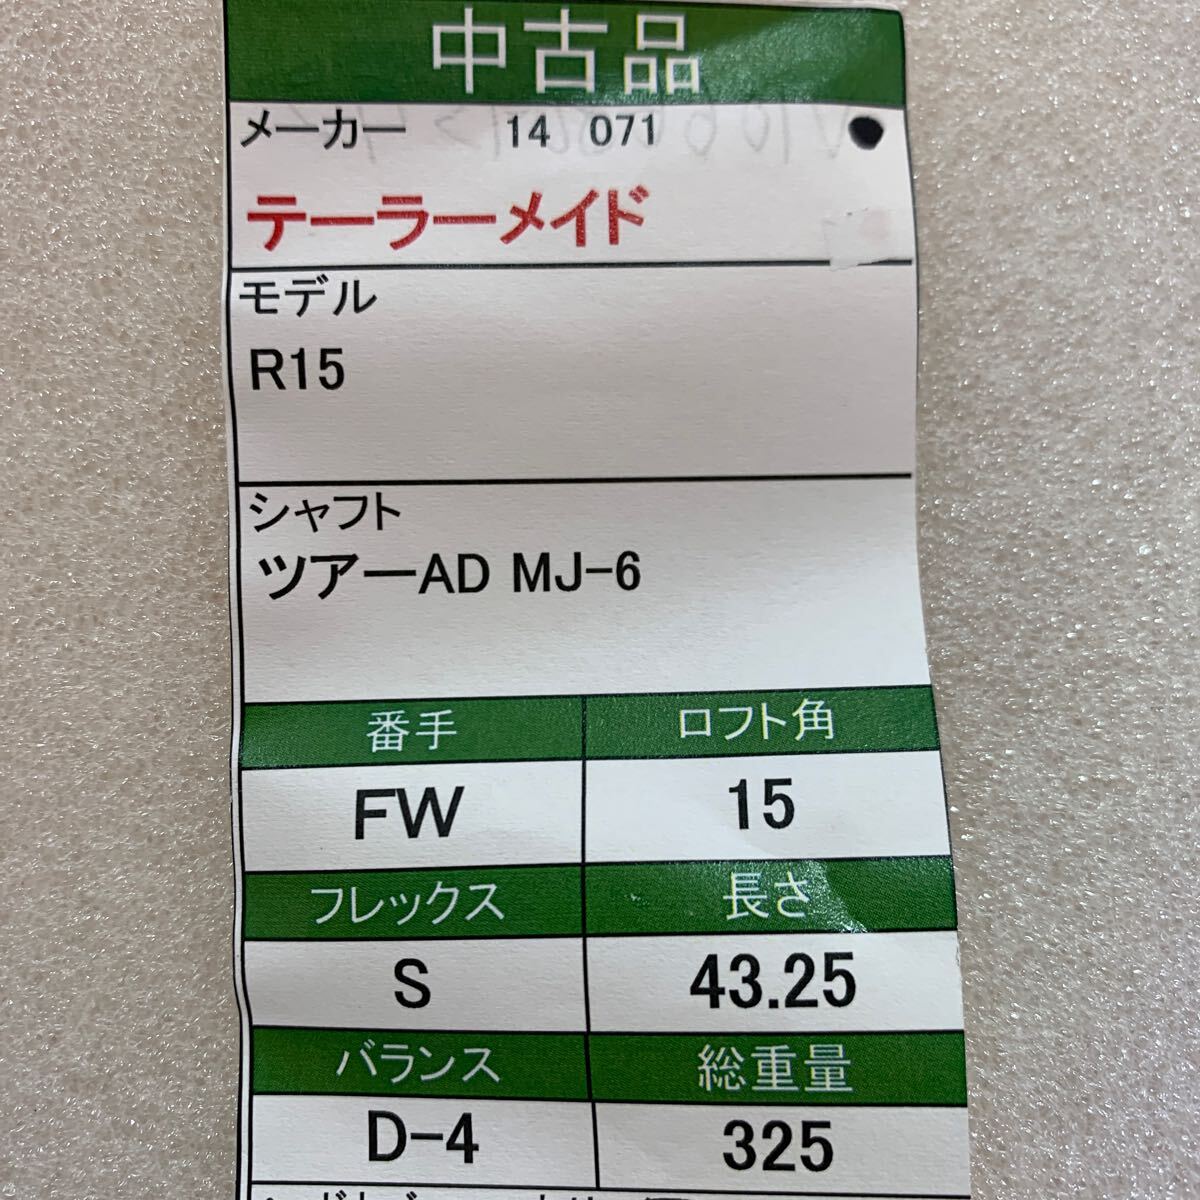 中古品
メーカー 14 071
テーラーメイド
モデル
R15
シャフト
ツアーAD MJ-6
番手 ロフト角
FW 15
フレックス 長さ
S 43.25
バランス 総重量
D-4 325